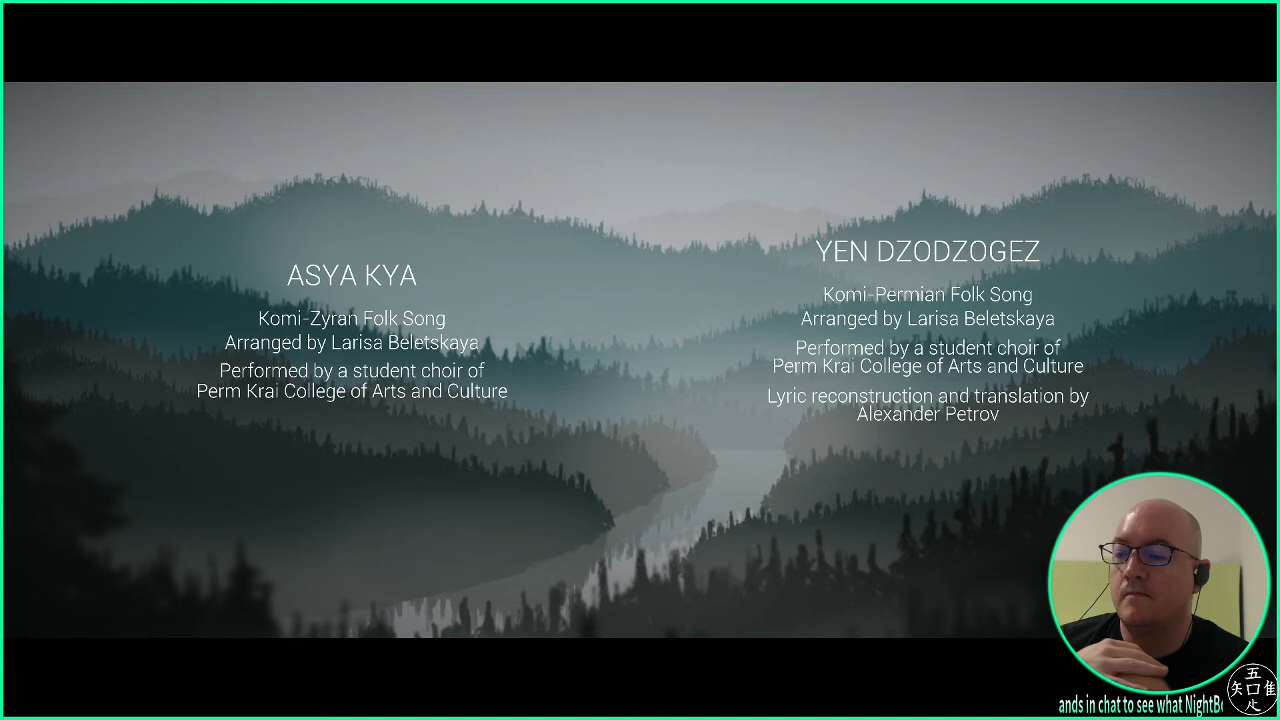 ASYA KYA
Komi-Zyran Folk Song
Arranged by Larisa Beletskaya
Performed by a student choir of
Perm Krai College of Arts and Culture
YEN DZODZOGEZ
Komi-Permian Folk Song
Arranged by Larisa Beletskaya
Performed by a student choir of
Perm Krai College of Arts and Culture
Lyric reconstruction and translation by
Alexander Petrov
ands in chat to see what NightB
五
矢口隹
止